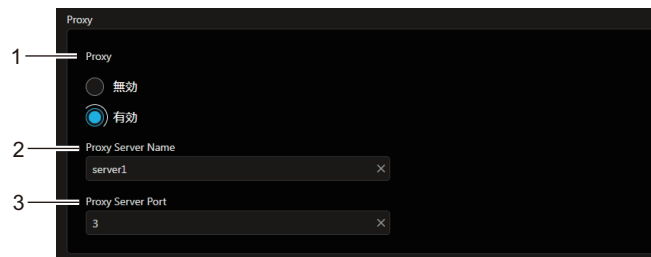 Proxy
1
Proxy
無効
有効
2
Proxy Server Name
server1
3
Proxy Server Port
3